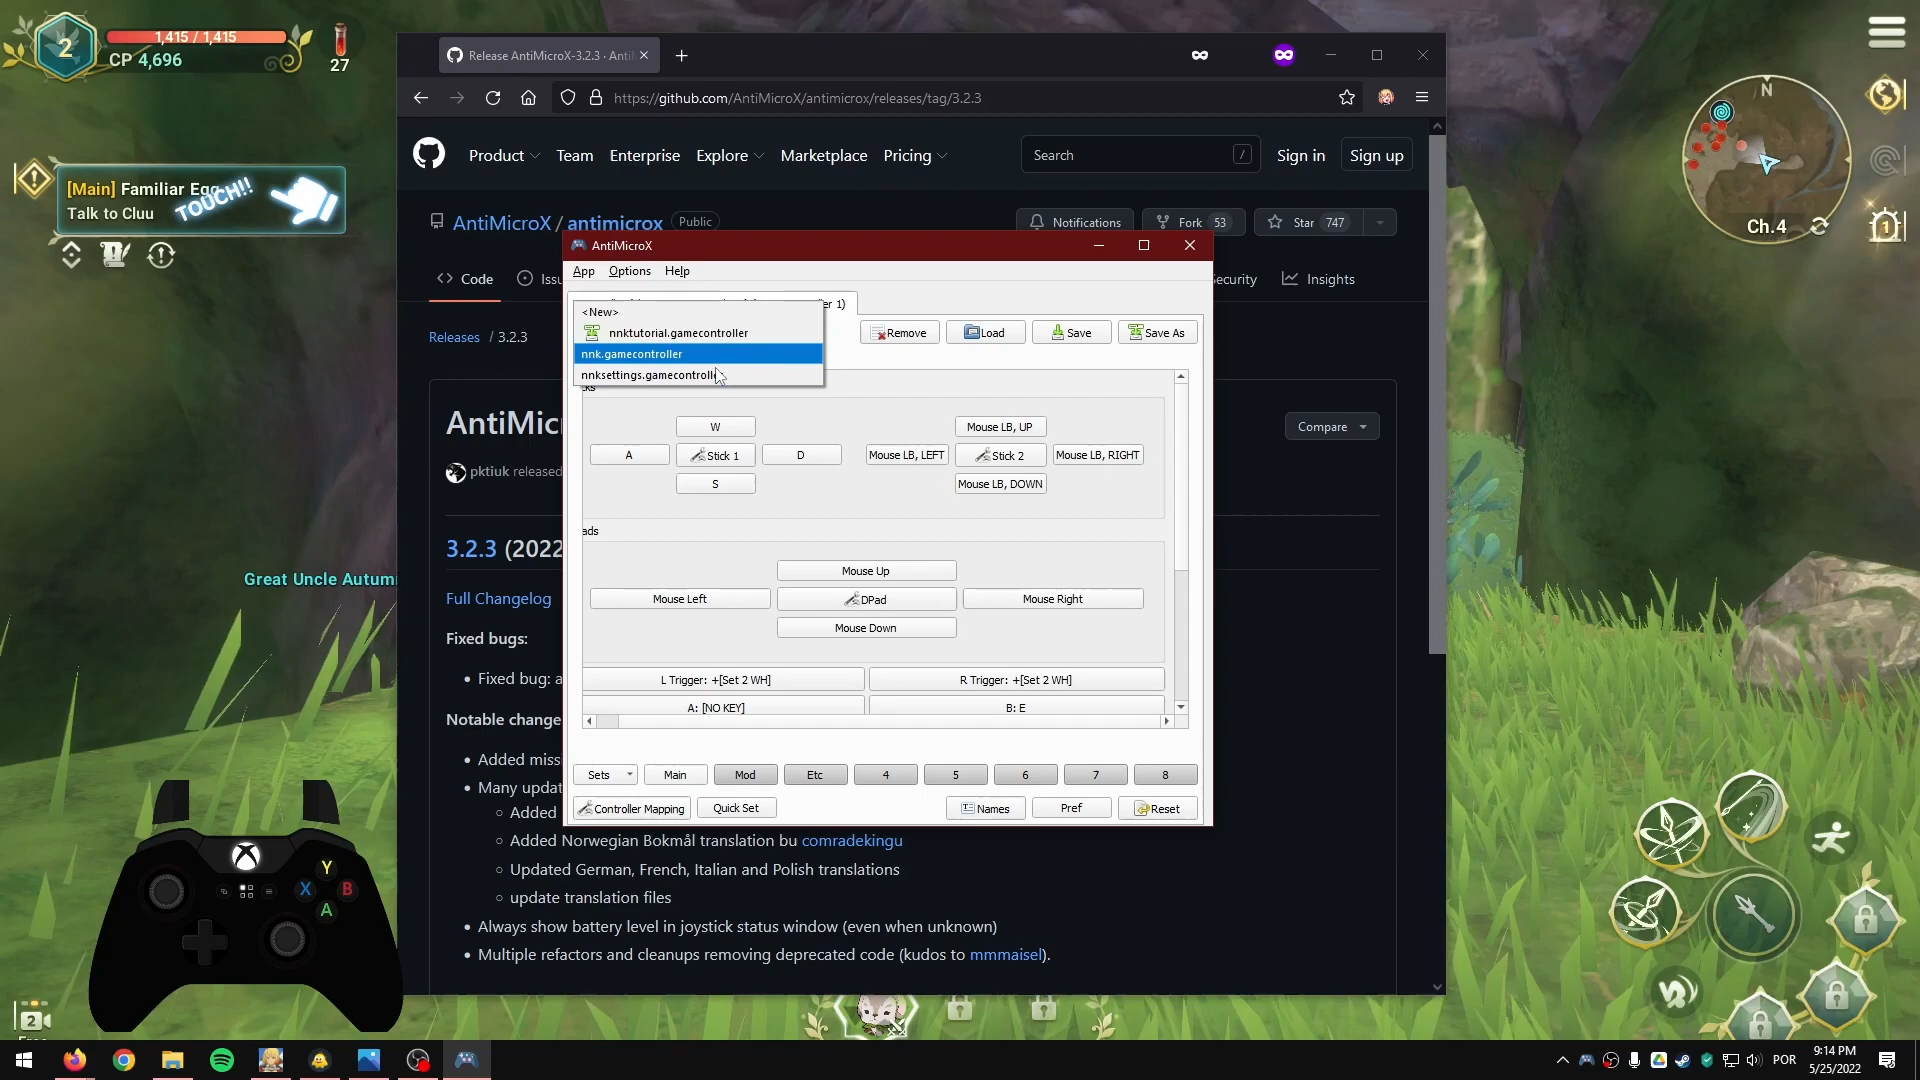 2
1,415 / 1,415
CP 4,696
27
[Main] Familiar Egg
Talk to Cluu
TOUCH!!
Release AntiMicroX-3.2.3 · Anti
https://github.com/AntiMicroX/antimicrox/releases/tag/3.2.3
Product
Team
Enterprise
Explore
Marketplace
Pricing
Search
/
Sign in
Sign up
AntiMicroX / antimicrox
Public
Notifications
Fork 53
Star 747
Code
Issu
Security
Insights
Releases / 3.2.3
AntiMic
Compare
pktiuk released
3.2.3 (2022
Full Changelog
Fixed bugs:
Fixed bug: a
Notable change
Added miss
Many updat
Added
Added Norwegian Bokmål translation bu comradekingu
Updated German, French, Italian and Polish translations
update translation files
Always show battery level in joystick status window (even when unknown)
Multiple refactors and cleanups removing deprecated code (kudos to mmmaisel).
AntiMicroX
App
Options
Help
ler 1)
<New>
nnktutorial.gamecontroller
nnk.gamecontroller
nnksettings.gamecontroller
Remove
Load
Save
Save As
cks
W
A
Stick 1
D
S
Mouse LB, UP
Mouse LB, LEFT
Stick 2
Mouse LB, RIGHT
Mouse LB, DOWN
ads
Mouse Up
Mouse Left
DPad
Mouse Right
Mouse Down
L Trigger: +[Set 2 WH]
R Trigger: +[Set 2 WH]
A: [NO KEY]
B: E
Sets
Main
Mod
Etc
4
5
6
7
8
Controller Mapping
Quick Set
Names
Pref
Reset
Great Uncle Autum
N
Ch.4
1
Y
X
B
A
2
Free
POR
9:14 PM
5/25/2022